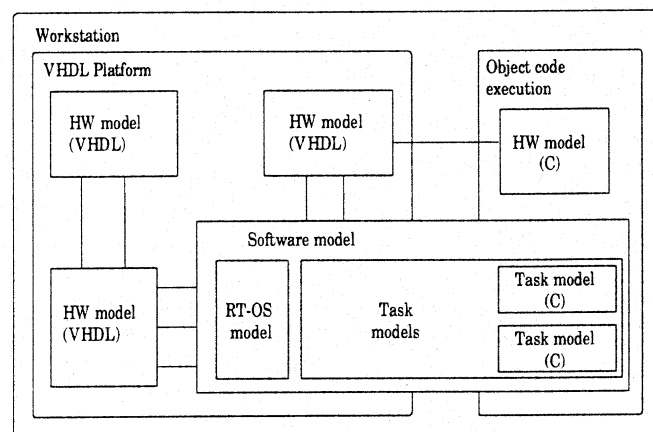 Workstation
VHDL Platform
Object code
execution
HW model
(VHDL)
HW model
(VHDL)
HW model
(C)
Software model
HW model
(VHDL)
RT-OS
model
Task
models
Task model
(C)
Task model
(C)